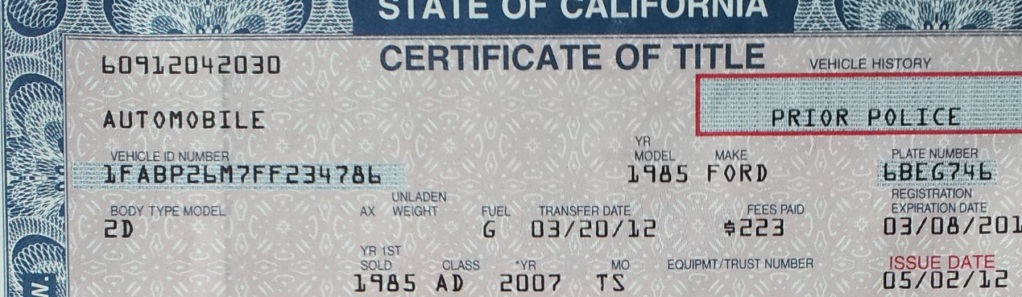 STATE OF CALIFORNIA
CERTIFICATE OF TITLE
60912042030
VEHICLE HISTORY
AUTOMOBILE
PRIOR POLICE
VEHICLE ID NUMBER
YR MODEL MAKE
PLATE NUMBER
1FABP26M7FF234786
1985 FORD
6BEG746
BODY TYPE MODEL
AX
UNLADEN WEIGHT
FUEL
TRANSFER DATE
FEES PAID
REGISTRATION EXPIRATION DATE
2D
G 03/20/12
$223
03/08/201
YR 1ST SOLD
CLASS
*YR
MO
EQUIPMT/TRUST NUMBER
ISSUE DATE
1985 AD 2007 TS
05/02/12